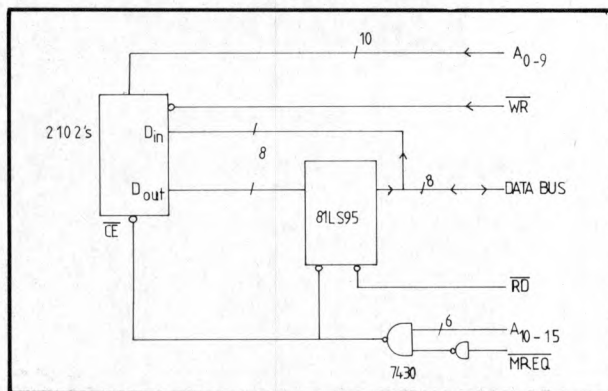 10
A0-9
WR
2102's
Din
8
Dout
8
DATA BUS
CE
81LS95
RD
6
A10-15
7430
MREQ